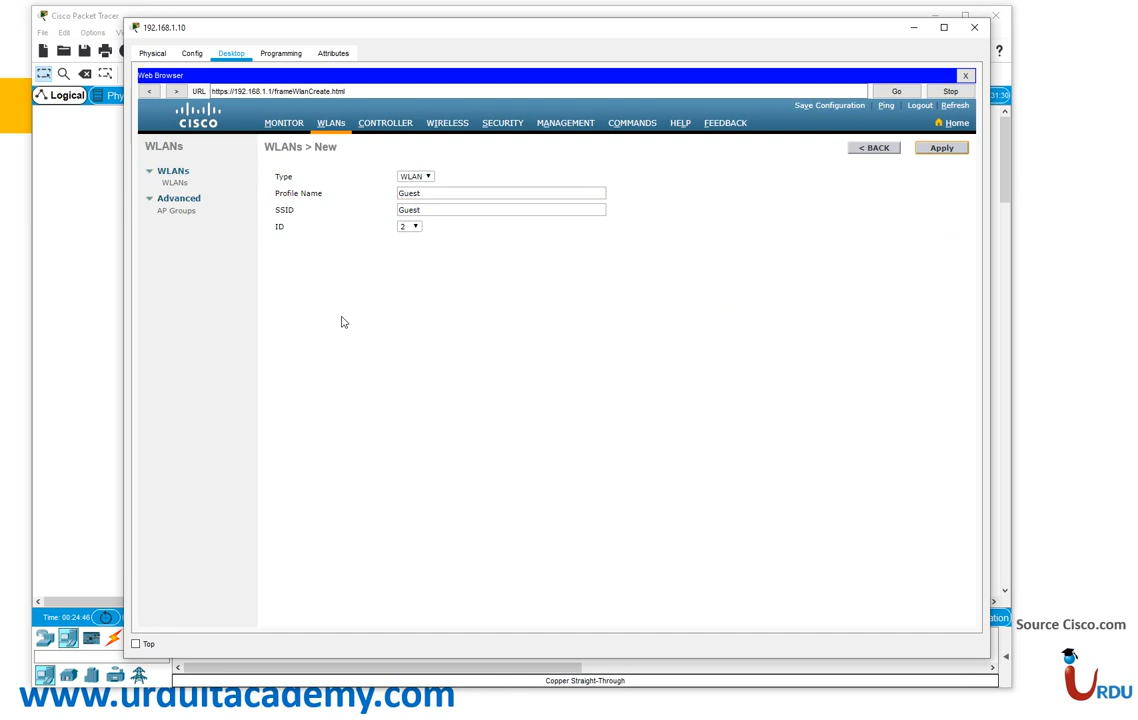 Cisco Packet Tracer
File Edit Options
192.168.1.10
Physical Config Desktop Programming Attributes
Web Browser X
< > URL https://192.168.1.1/frameWlanCreate.html Go Stop
Logical
Save Configuration Ping Logout Refresh
CISCO
MONITOR WLANs CONTROLLER WIRELESS SECURITY MANAGEMENT COMMANDS HELP FEEDBACK Home
WLANs
WLANs > New
< BACK Apply
WLANs
WLANs
Advanced
AP Groups
Type WLAN
Profile Name Guest
SSID Guest
ID 2
Time: 00:24:46
Top
Copper Straight-Through
Source Cisco.com
URDU
www.urduitacademy.com